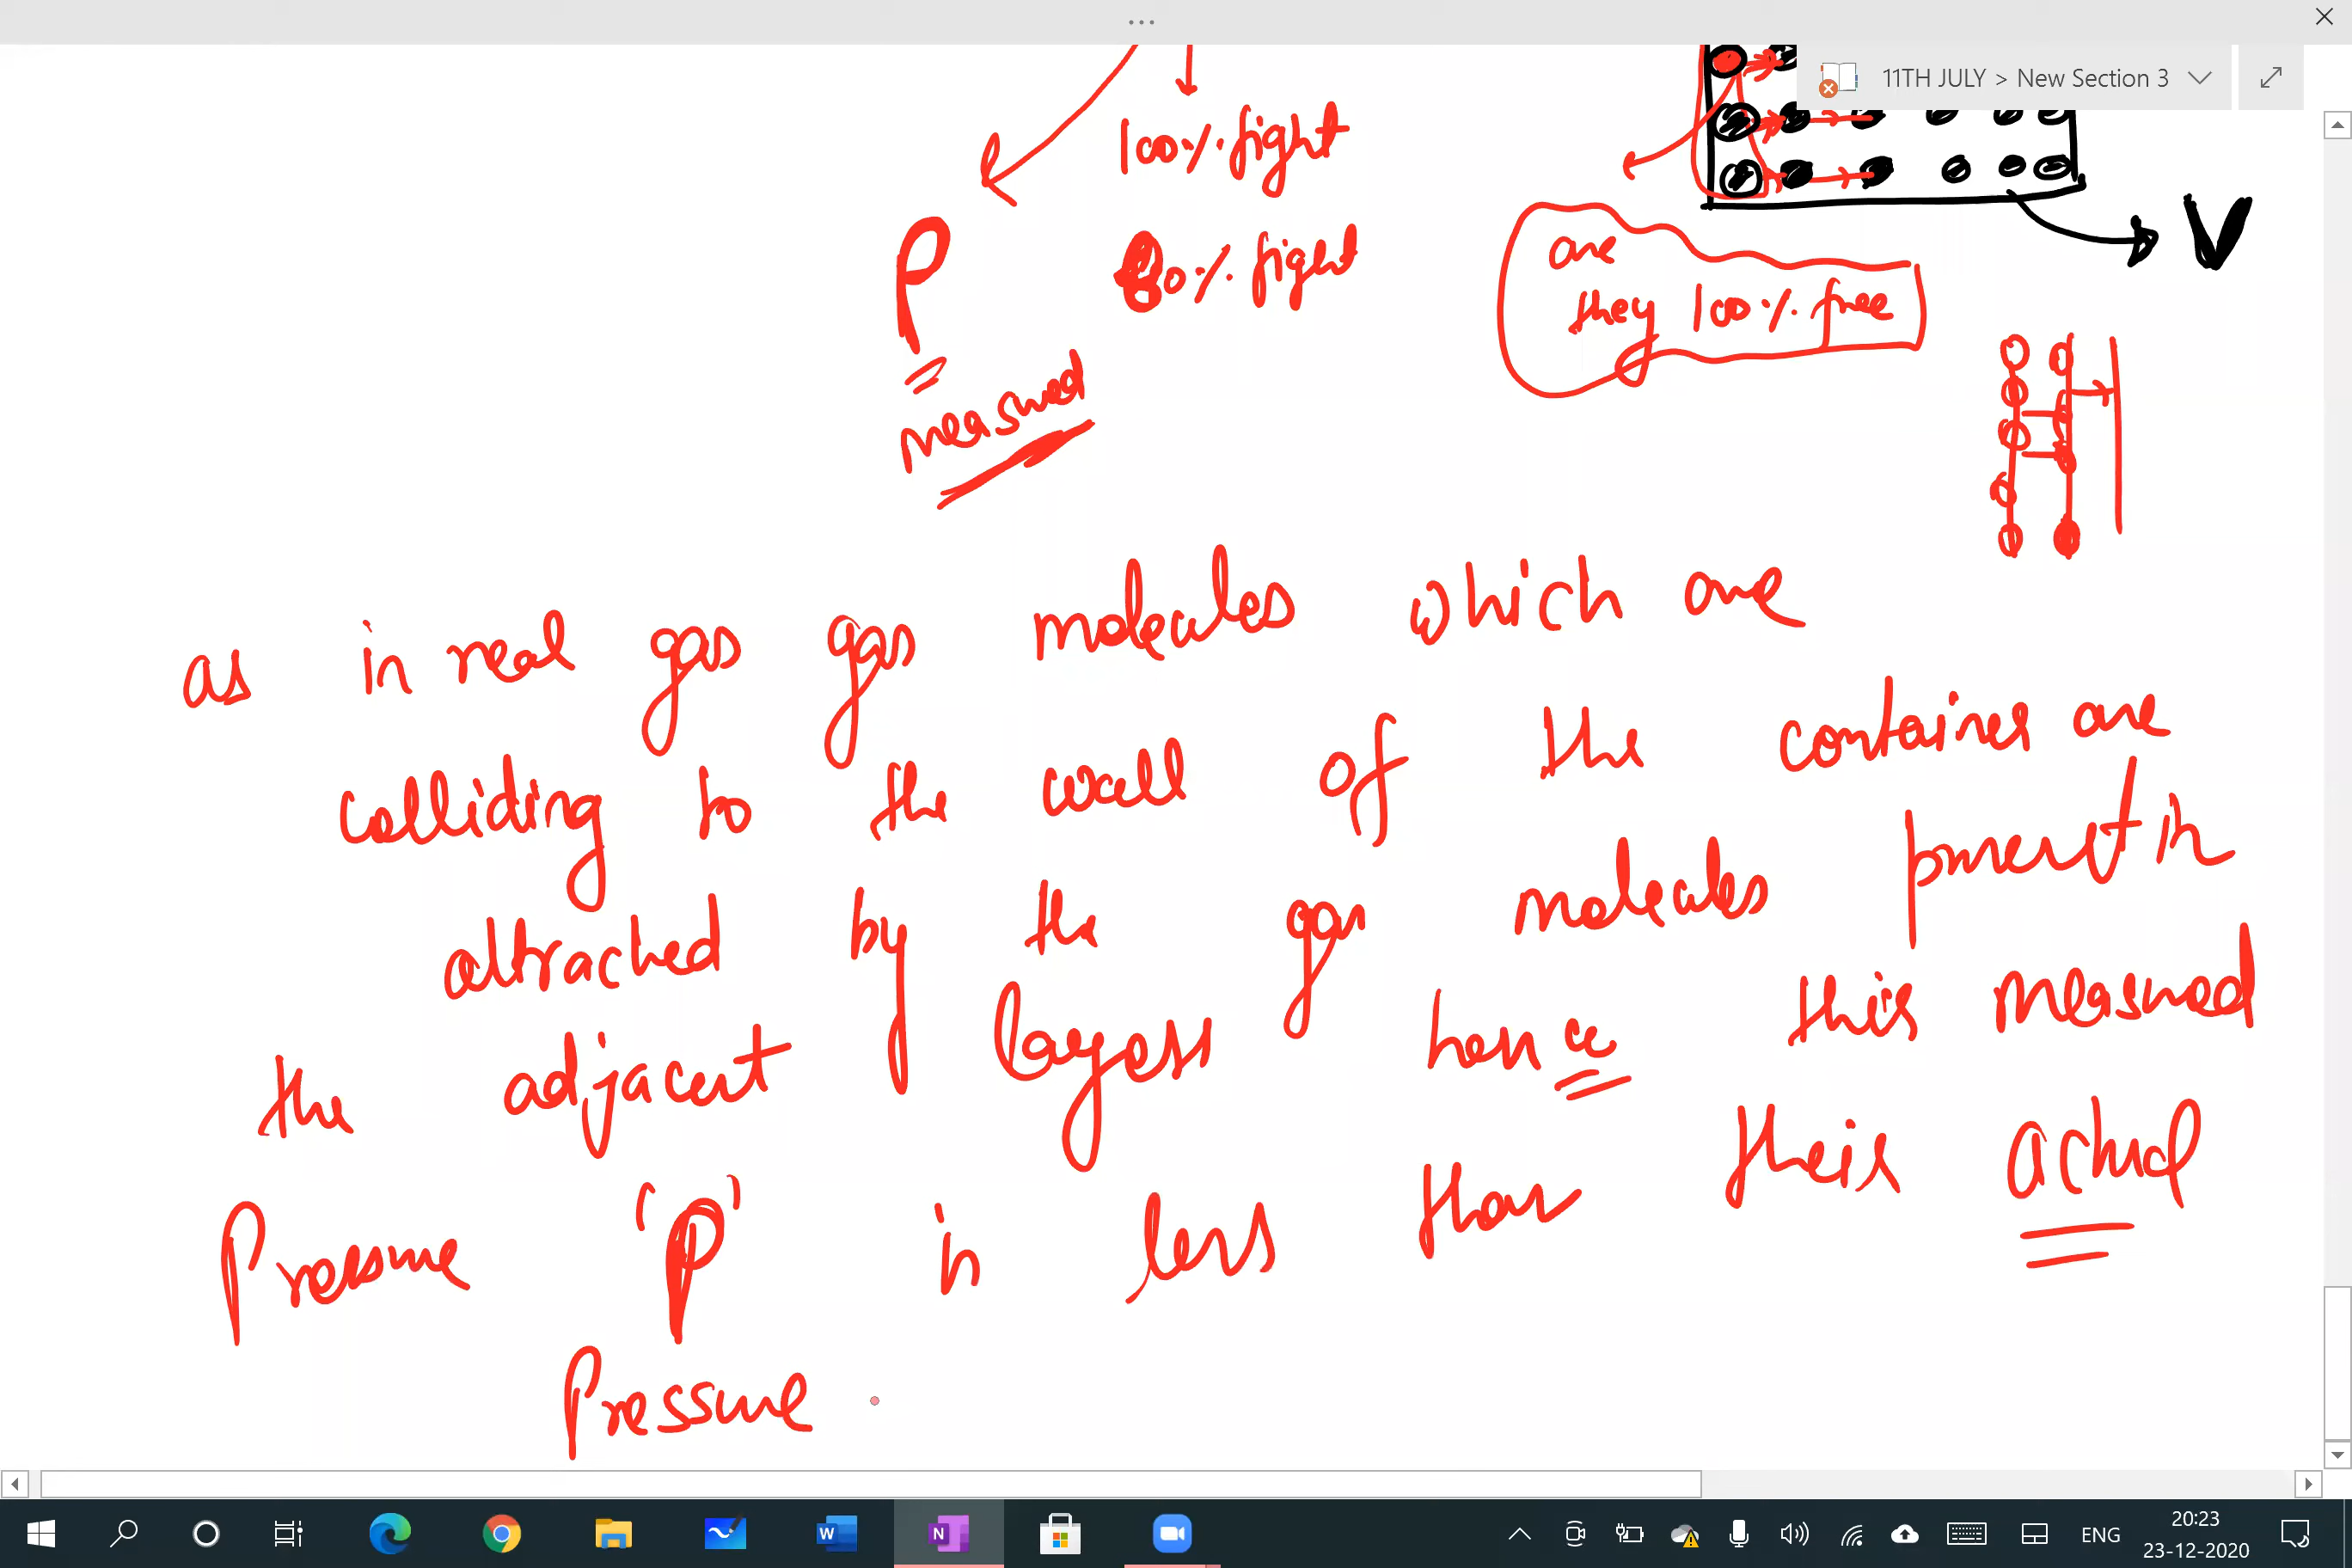 ...
11TH JULY > New Section 3
100% fight
80% fight
P
measured
V
are
they 100% free
as in real gas gas molecules which are
colliding to the wall of the container are
attrached by the gas molecules present in
the adjacent layers hence this measured
Pressure 'P' is less than their actual
Pressure .
ENG
20:23
23-12-2020